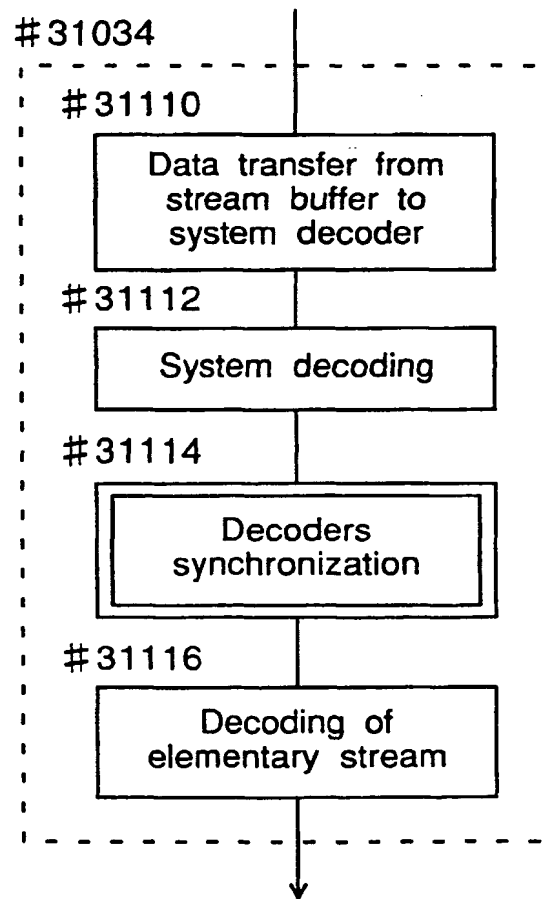 #31034
#31110
Data transfer from
stream buffer to
system decoder
#31112
System decoding
#31114
Decoders
synchronization
#31116
Decoding of
elementary stream